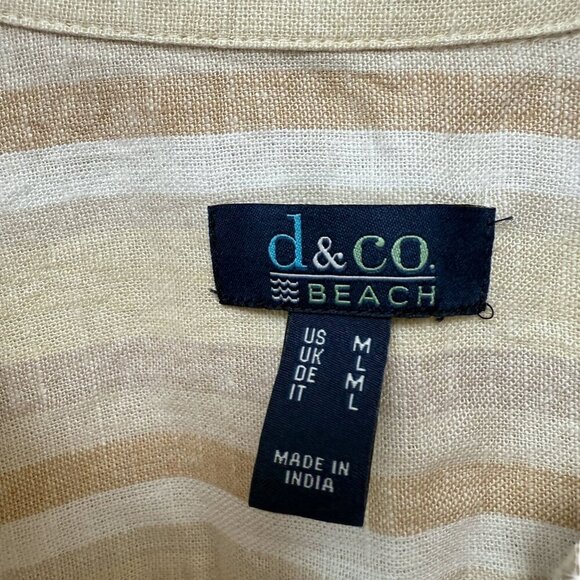 d & co.
BEACH
US M
UK L
DE M
IT L
MADE IN
INDIA